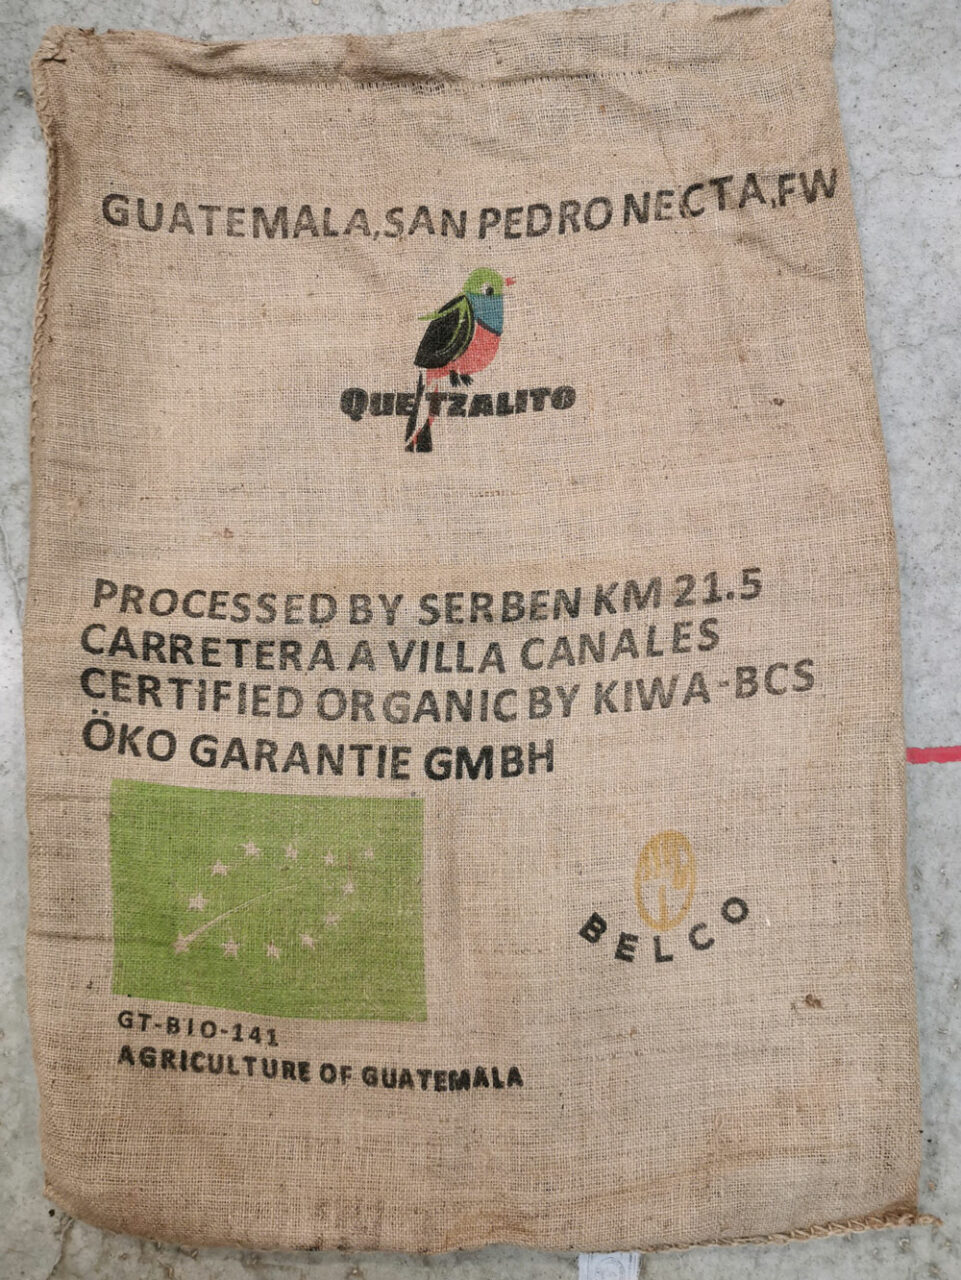 GUATEMALA,SAN PEDRO NECTA,FW
QUETZALITO
PROCESSED BY SERBEN KM 21.5
CARRETERA A VILLA CANALES
CERTIFIED ORGANIC BY KIWA-BCS
ÖKO GARANTIE GMBH
BELCO
GT-BIO-141
AGRICULTURE OF GUATEMALA